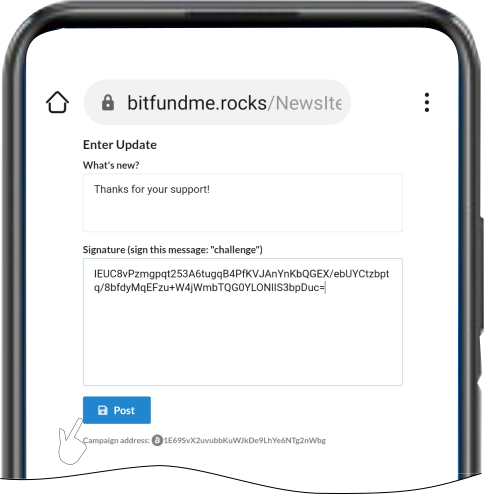 bitfundme.rocks/NewsIte
Enter Update
What's new?
Thanks for your support!
Signature (sign this message: "challenge")
IEUC8vPzmgpqt253A6tugqB4PfKVJAnYnKbQGEX/ebUYCtzbpt
q/8bfdyMqEFzu+W4jWmbTQG0YLONIIS3bpDuc=
Post
Campaign address: 1E69SvX2uvubbKuWJkDe9LhYe6NTg2nWbg